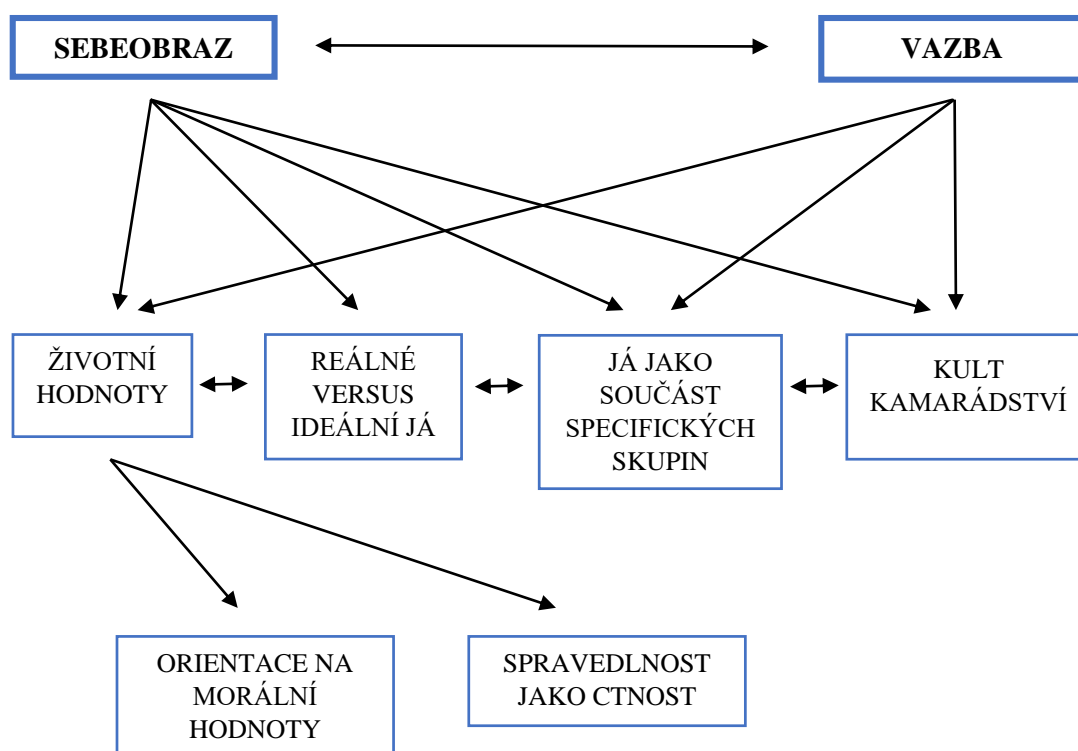 SEBEOBRAZ
VAZBA
ŽIVOTNÍ
HODNOTY
REÁLNÉ
VERSUS
IDEÁLNÍ JÁ
JÁ JAKO
SOUČÁST
SPECIFICKÝCH
SKUPIN
KULT
KAMARÁDSTVÍ
ORIENTACE NA
MORÁLNÍ
HODNOTY
SPRAVEDLNOST
JAKO CTNOST